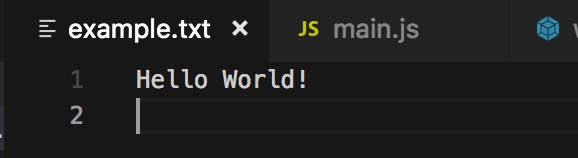 example.txt × JS main.js
1 Hello World!
2